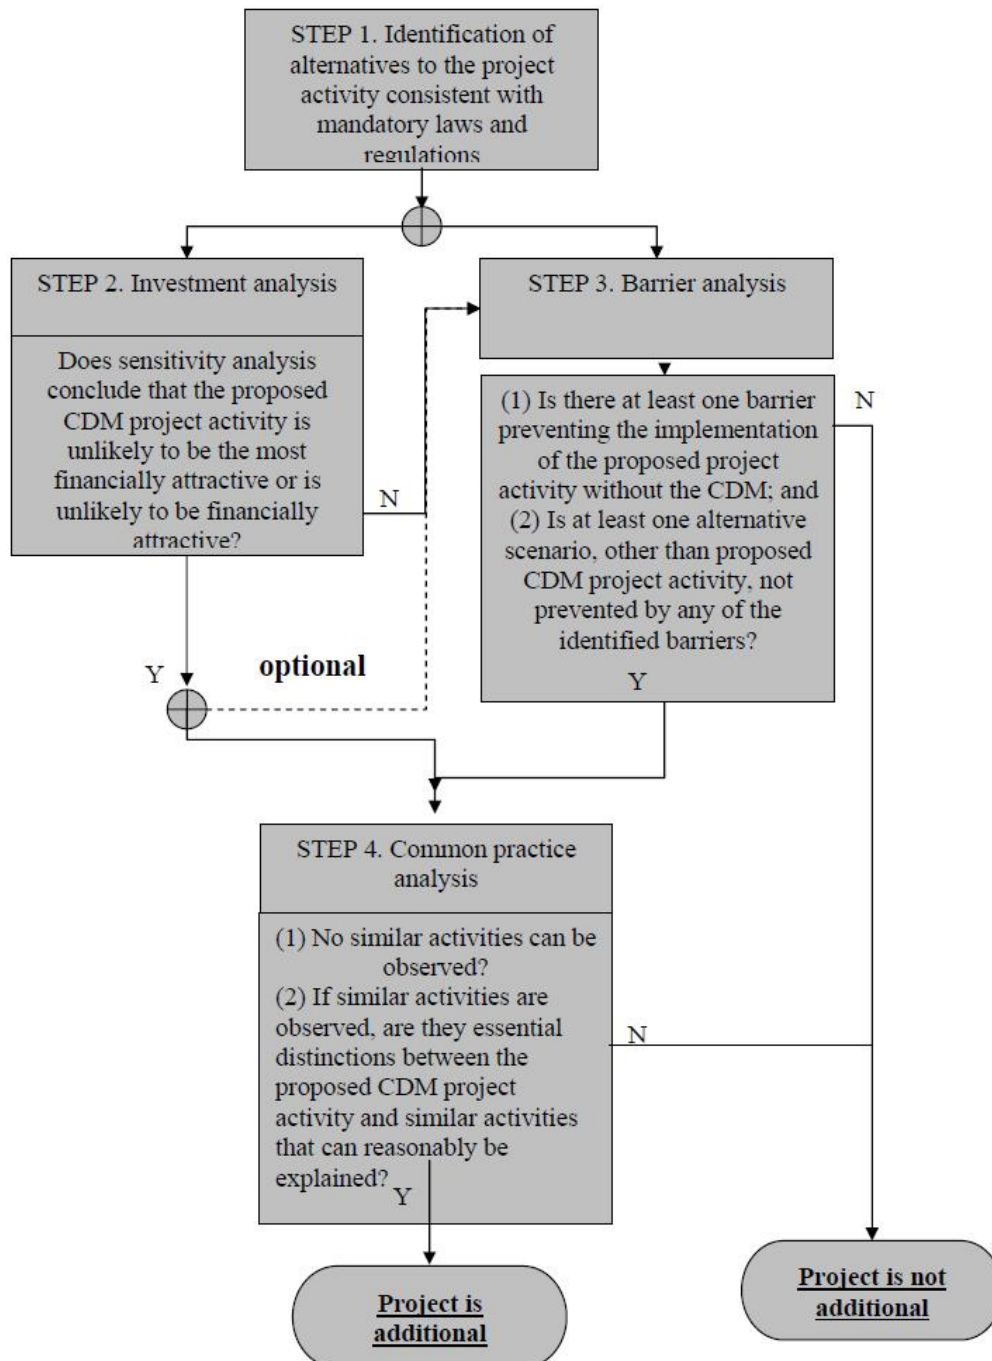 STEP 1. Identification of
alternatives to the project
activity consistent with
mandatory laws and
regulations
STEP 2. Investment analysis
Does sensitivity analysis
conclude that the proposed
CDM project activity is
unlikely to be the most
financially attractive or is
unlikely to be financially
attractive?
N
Y
optional
STEP 3. Barrier analysis
(1) Is there at least one barrier
preventing the implementation
of the proposed project
activity without the CDM; and
(2) Is at least one alternative
scenario, other than proposed
CDM project activity, not
prevented by any of the
identified barriers?
Y
N
STEP 4. Common practice
analysis
(1) No similar activities can be
observed?
(2) If similar activities are
observed, are they essential
distinctions between the
proposed CDM project
activity and similar activities
that can reasonably be
explained?
Y
N
Project is
additional
Project is not
additional